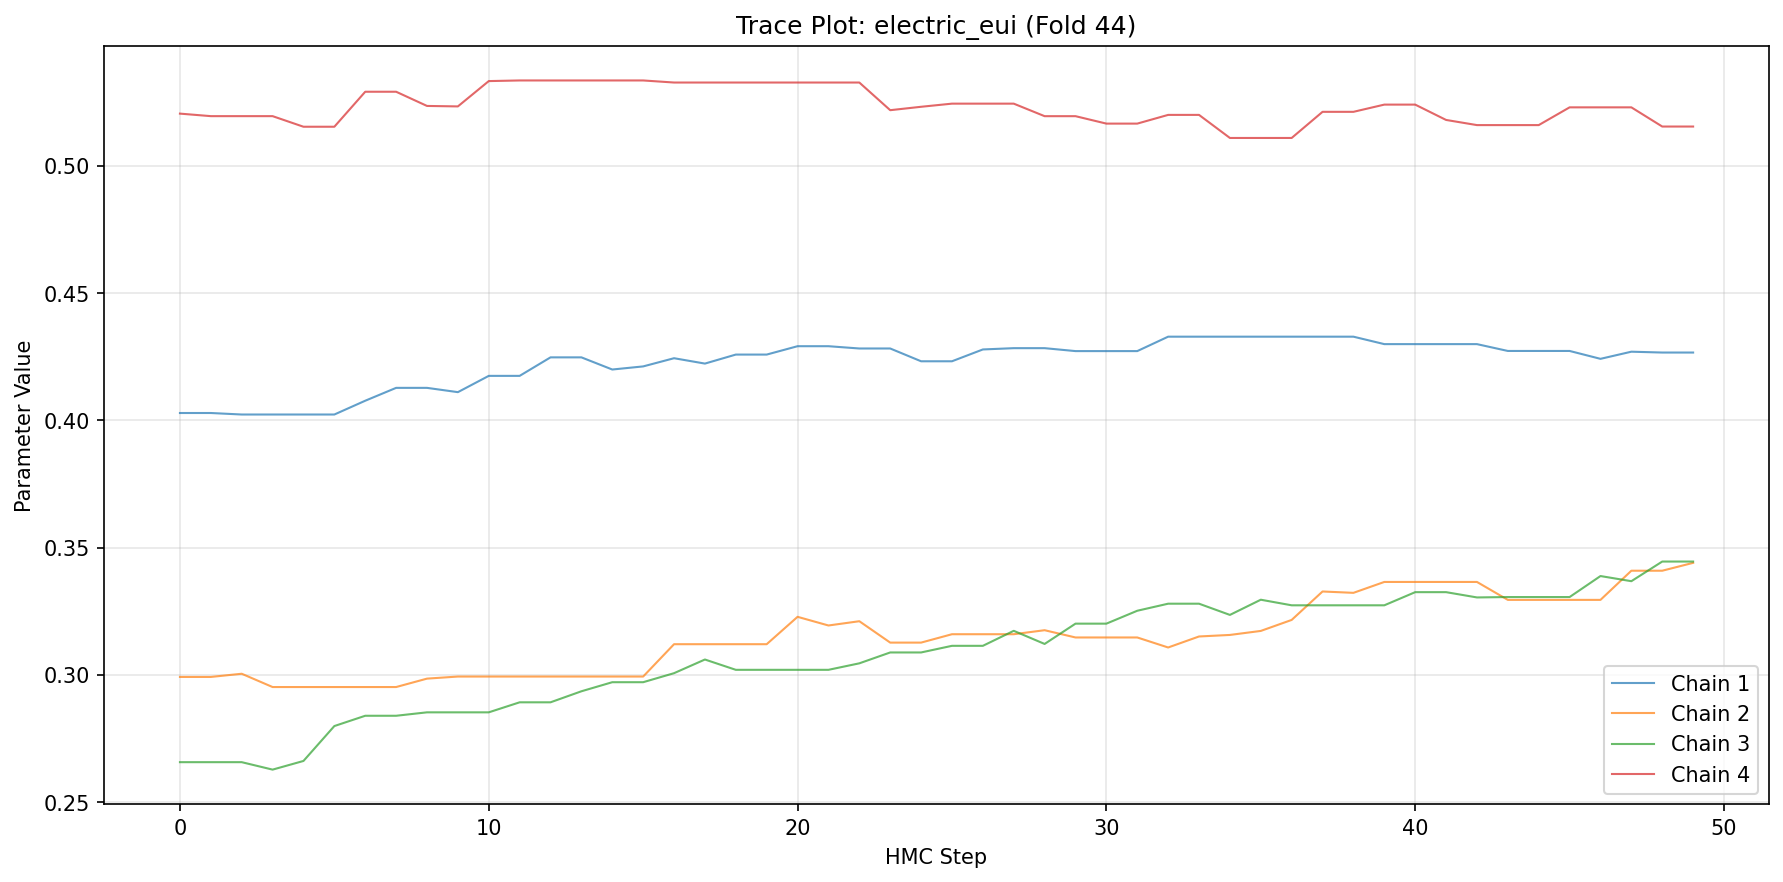 Trace Plot: electric_eui (Fold 44)
Parameter Value
0.50
0.45
0.40
0.35
0.30
0.25
0
10
20
30
40
50
HMC Step
Chain 1
Chain 2
Chain 3
Chain 4